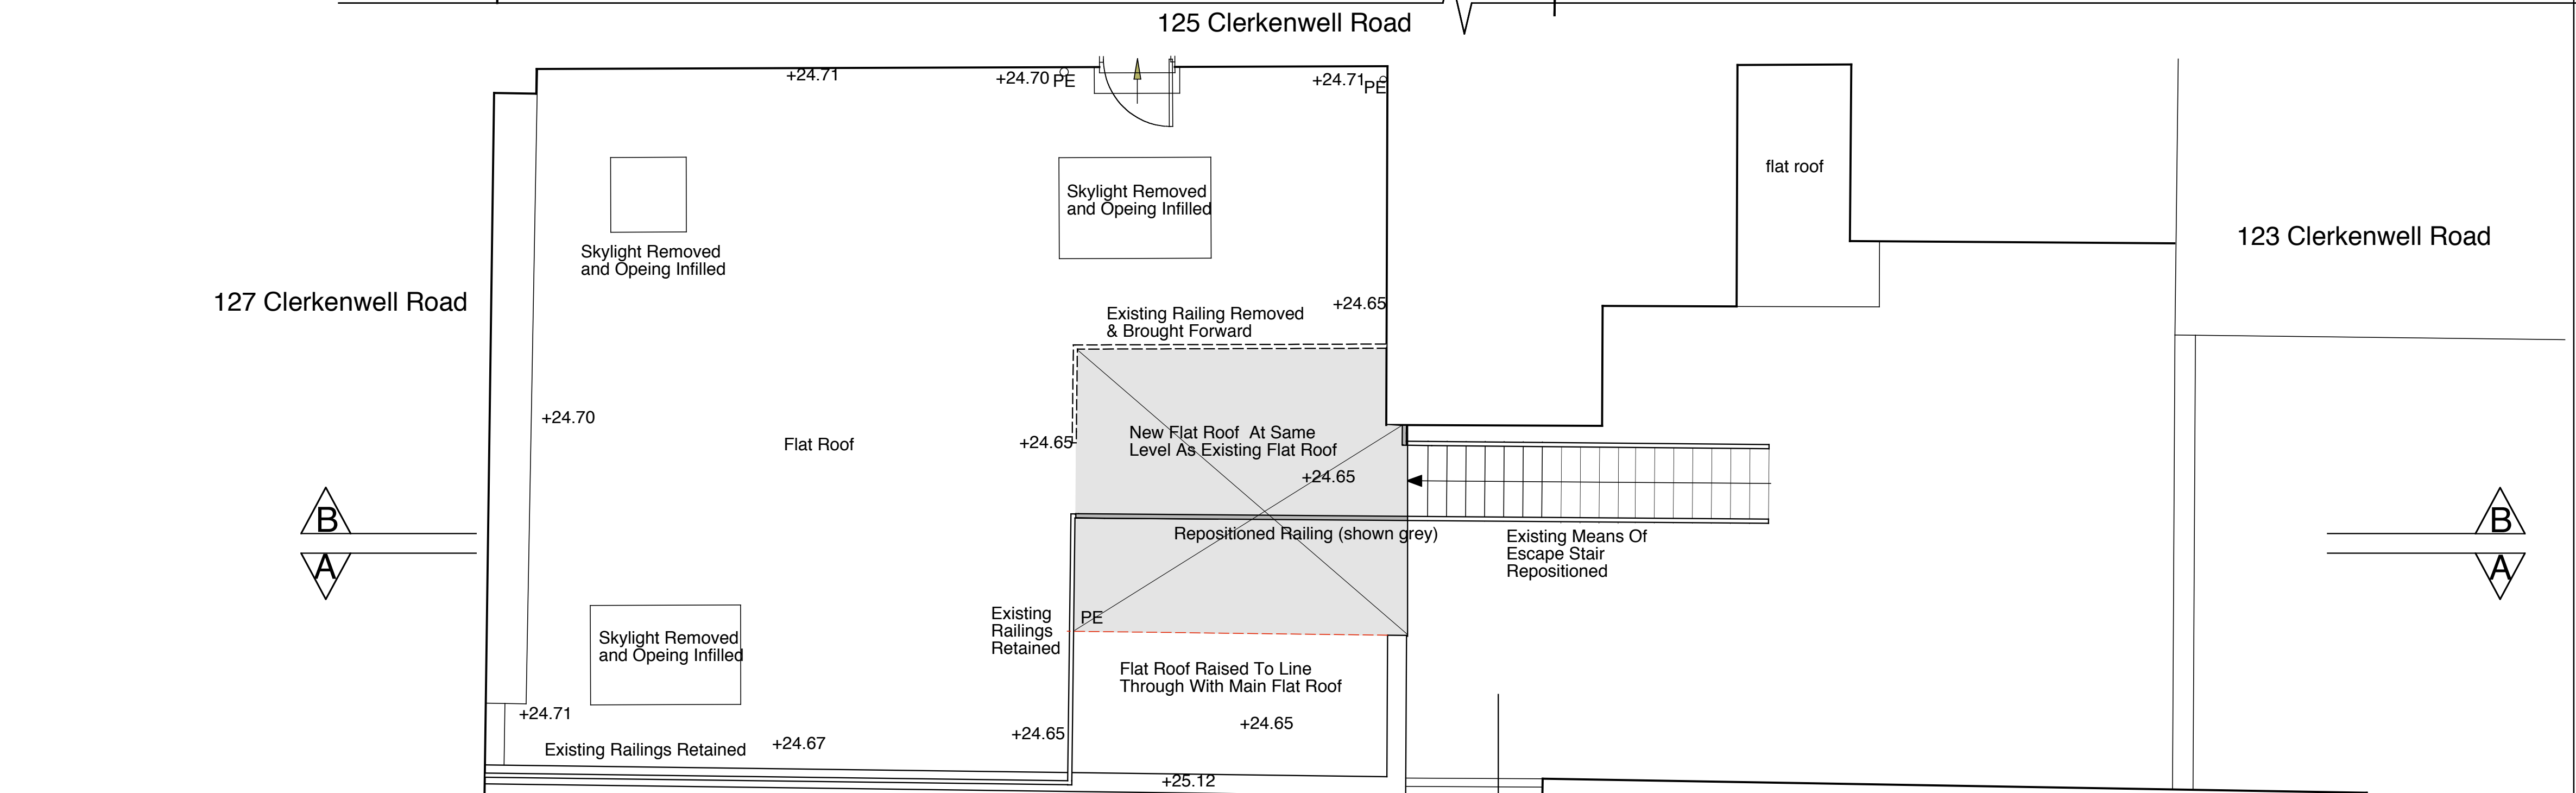 125 Clerkenwell Road
+24.71
+24.70 PE
+24.71
PE
flat roof
Skylight Removed
and Opeing Infilled
Skylight Removed
and Opeing Infilled
123 Clerkenwell Road
127 Clerkenwell Road
+24.65
Existing Railing Removed
& Brought Forward
+24.70
Flat Roof
+24.65
New Flat Roof At Same
Level As Existing Flat Roof
+24.65
B
A
Repositioned Railing (shown grey)
Existing Means Of
Escape Stair
Repositioned
B
A
Existing
Railings
Retained
PE
Skylight Removed
and Opeing Infilled
Flat Roof Raised To Line
Through With Main Flat Roof
+24.71
+24.65
+24.65
Existing Railings Retained
+24.67
+25.12